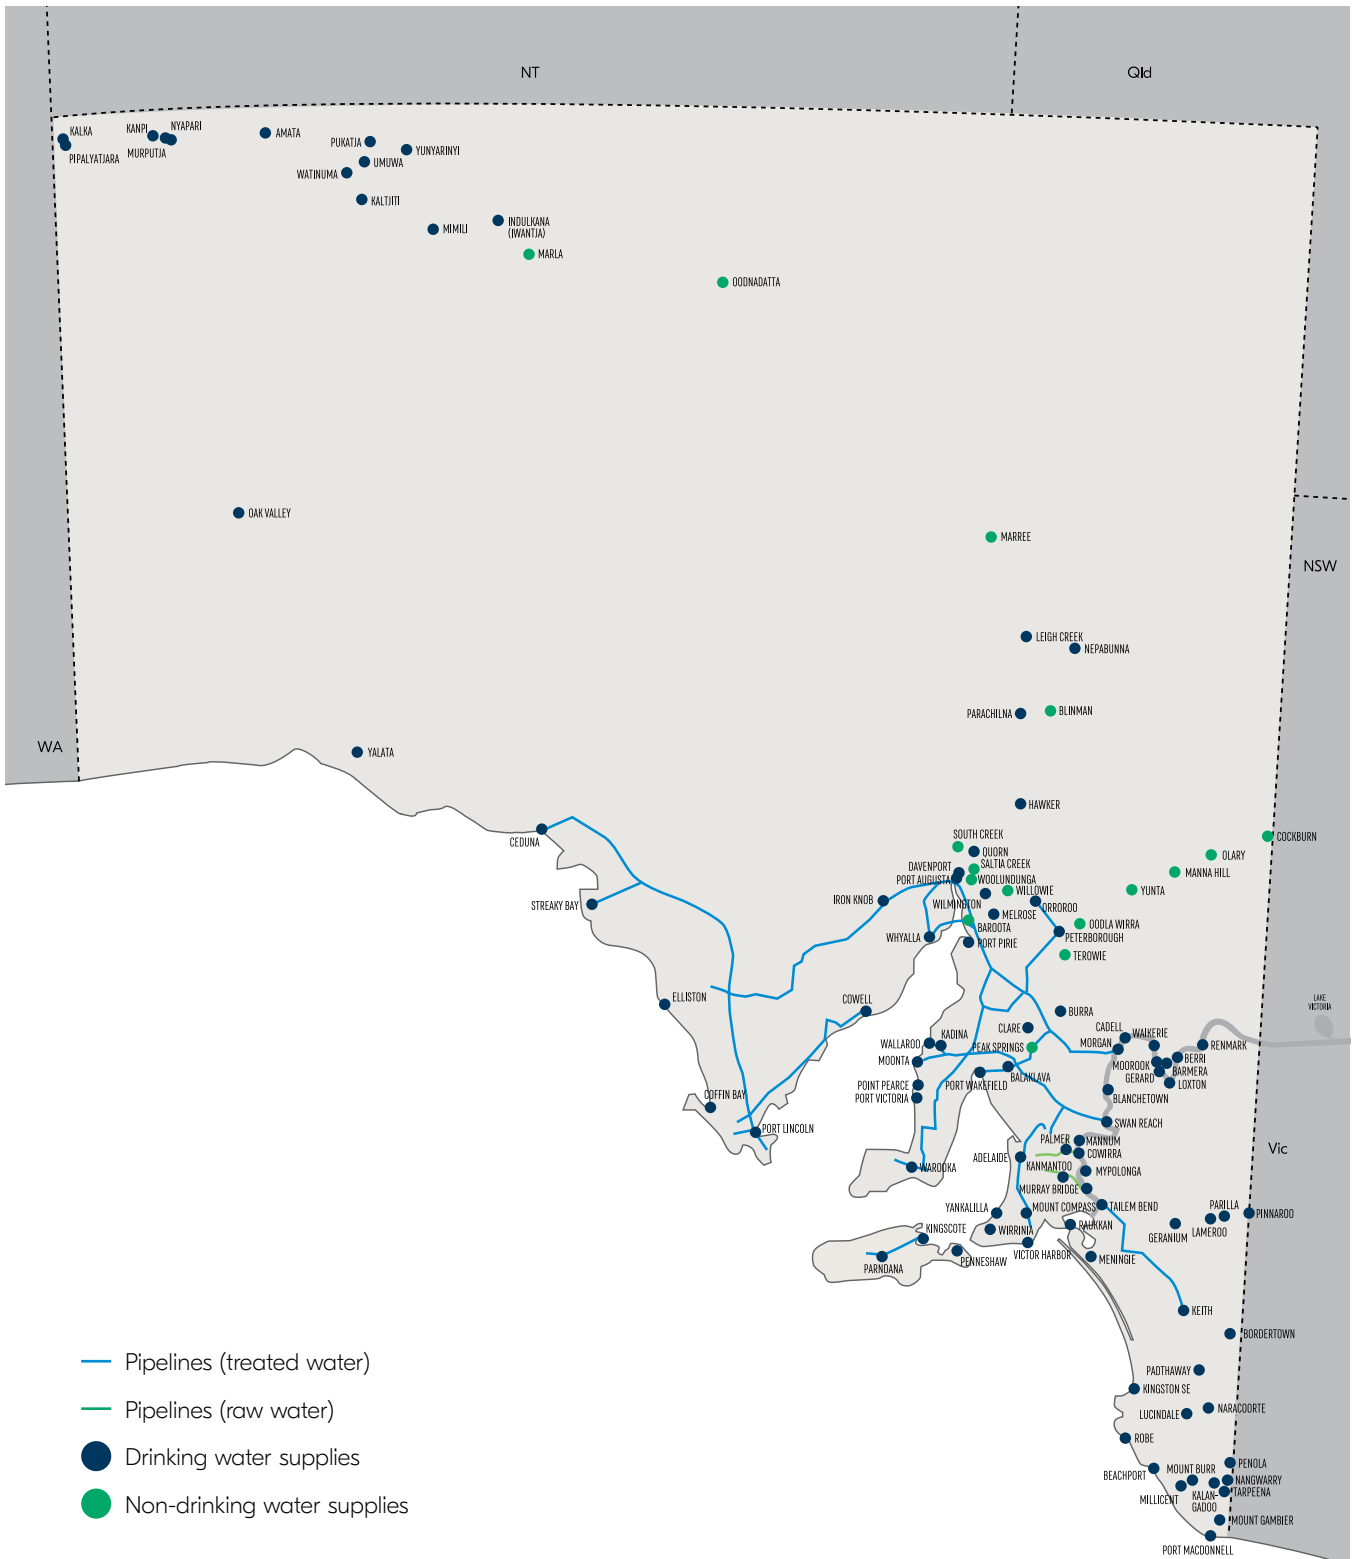 NT
Qld
KALKA
PIPALYATJARA
KANPI
NYAPARI
MURPUTJA
AMATA
PUKATJA
YUNYARINYI
UMUWA
WATINUMA
KALTJITI
MIMILI
INDULKANA
(IWANTJA)
MARLA
OODNADATTA
OAK VALLEY
MARREE
NSW
LEIGH CREEK
NEPABUNNA
PARACHILNA
BLINMAN
WA
YALATA
HAWKER
CEDUNA
SOUTH CREEK
QUORN
COCKBURN
OLARY
DAVENPORT
SALTIA CREEK
PORT AUGUSTA
WOOLUNDUNGA
MANNA HILL
YUNTA
STREAKY BAY
IRON KNOB
WILMINGTON
WILLOWIE
ORROROO
MELROSE
BAROOTA
OODLA WIRRA
WHYALLA
PORT PIRIE
PETERBOROUGH
TEROWIE
ELLISTON
COWELL
LAKE
VICTORIA
BURRA
CLARE
CADELL
WAIKERIE
WALLAROO
KADINA
PEAK SPRINGS
MORGAN
RENMARK
MOONTA
BERRI
MOOROOK
BARMERA
GERARD
LOXTON
BALAKLAVA
PORT WAKEFIELD
POINT PEARCE
PORT VICTORIA
BLANCHETOWN
COFFIN BAY
PORT LINCOLN
SWAN REACH
PALMER
MANNUM
COWIRRA
Vic
ADELAIDE
KANMANTOO
MYPOLONGA
WAROOKA
MURRAY BRIDGE
YANKALILLA
MOUNT COMPASS
TAILEM BEND
PARILLA
PINNAROO
KINGSCOTE
WIRRINIA
RAUKKAN
GERANIUM
LAMEROO
PARNDANA
PENNESHAW
VICTOR HARBOR
MENINGIE
KEITH
BORDERTOWN
Pipelines (treated water)
PADTHAWAY
KINGSTON SE
Pipelines (raw water)
LUCINDALE
NARACOORTE
ROBE
Drinking water supplies
PENOLA
BEACHPORT
MOUNT BURR
NANGWARRY
MILLICENT
KALAN-
GADOO
TARPEENA
Non-drinking water supplies
MOUNT GAMBIER
PORT MACDONNELL